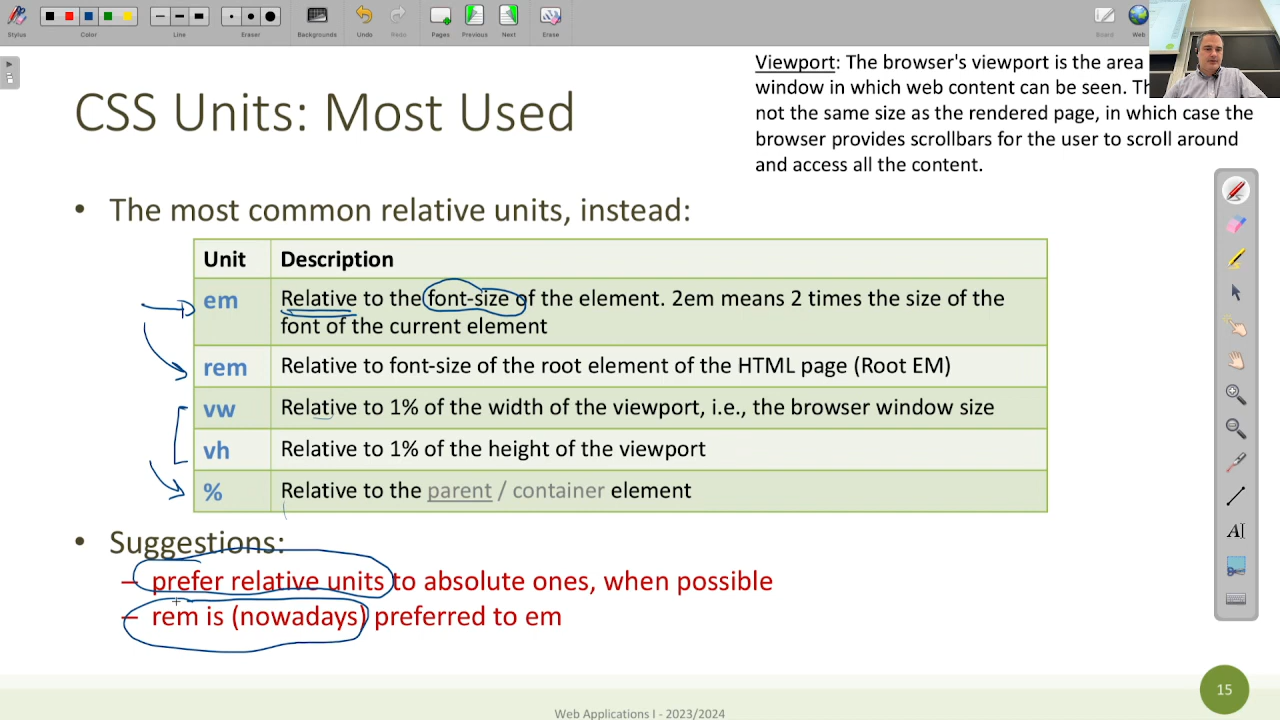 Stylus
Color
Line
Eraser
Backgrounds
Undo
Redo
Pages
Previous
Next
Erase
Board
Web
Viewport: The browser's viewport is the area
window in which web content can be seen. Th
not the same size as the rendered page, in which case the
browser provides scrollbars for the user to scroll around
and access all the content.
CSS Units: Most Used
• The most common relative units, instead:
Unit Description
em Relative to the font-size of the element. 2em means 2 times the size of the
font of the current element
rem Relative to font-size of the root element of the HTML page (Root EM)
vw Relative to 1% of the width of the viewport, i.e., the browser window size
vh Relative to 1% of the height of the viewport
% Relative to the parent / container element
• Suggestions:
– prefer relative units to absolute ones, when possible
– rem is (nowadays) preferred to em
A
15
Web Applications I - 2023/2024